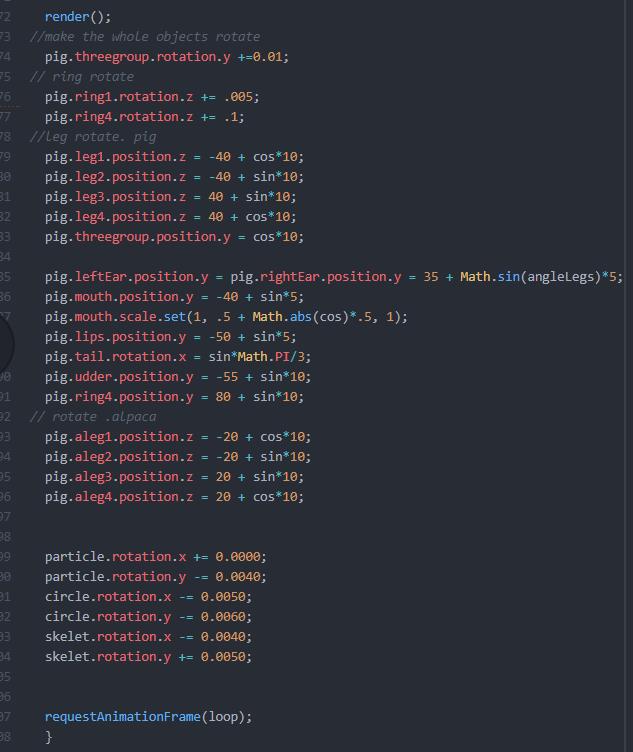 72 render();
73 //make the whole objects rotate
74 pig.threegroup.rotation.y +=0.01;
75 // ring rotate
76 pig.ring1.rotation.z += .005;
77 pig.ring4.rotation.z += .1;
78 //leg rotate. pig
79 pig.leg1.position.z = -40 + cos*10;
80 pig.leg2.position.z = -40 + sin*10;
81 pig.leg3.position.z = 40 + sin*10;
82 pig.leg4.position.z = 40 + cos*10;
83 pig.threegroup.position.y = cos*10;
84
85 pig.leftEar.position.y = pig.rightEar.position.y = 35 + Math.sin(angleLegs)*5;
86 pig.mouth.position.y = -40 + sin*5;
87 pig.mouth.scale.set(1, .5 + Math.abs(cos)*.5, 1);
pig.lips.position.y = -50 + sin*5;
pig.tail.rotation.x = sin*Math.PI/3;
90 pig.udder.position.y = -55 + sin*10;
91 pig.ring4.position.y = 80 + sin*10;
92 // rotate .alpaca
93 pig.aleg1.position.z = -20 + cos*10;
94 pig.aleg2.position.z = -20 + sin*10;
95 pig.aleg3.position.z = 20 + sin*10;
96 pig.aleg4.position.z = 20 + cos*10;
97
98
99 particle.rotation.x += 0.0000;
00 particle.rotation.y -= 0.0040;
01 circle.rotation.x -= 0.0050;
02 circle.rotation.y -= 0.0060;
03 skelet.rotation.x -= 0.0040;
04 skelet.rotation.y += 0.0050;
05
06
07 requestAnimationFrame(loop);
08 }